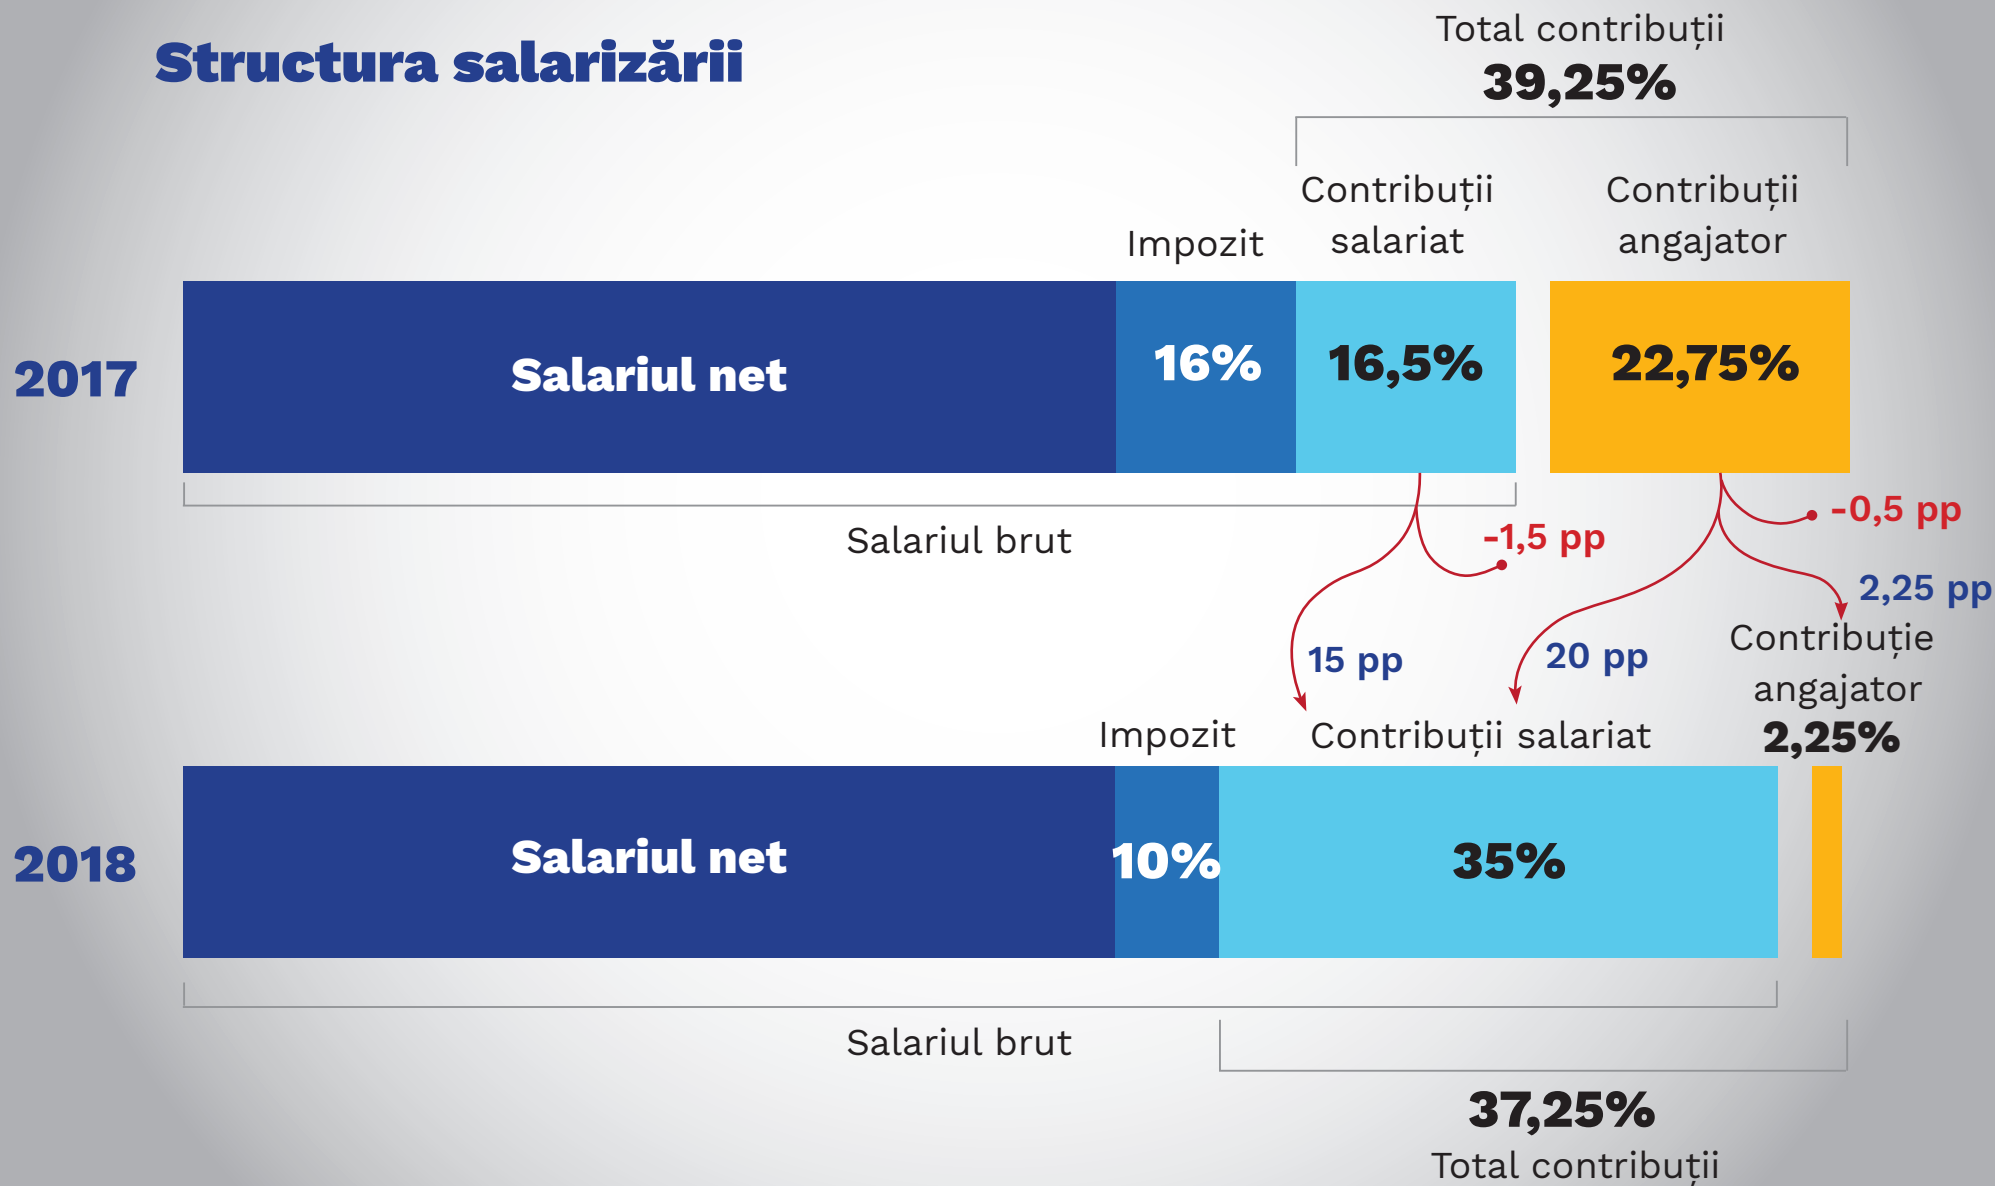 Structura salarizării
Total contribuții
39,25%
Contribuții
salariat
Contribuții
angajator
Impozit
2017
Salariul net
16%
16,5%
22,75%
Salariul brut
-1,5 pp
-0,5 pp
2,25 pp
15 pp
20 pp
Contribuție
angajator
2,25%
Impozit
Contribuții salariat
2018
Salariul net
10%
35%
Salariul brut
37,25%
Total contribuții